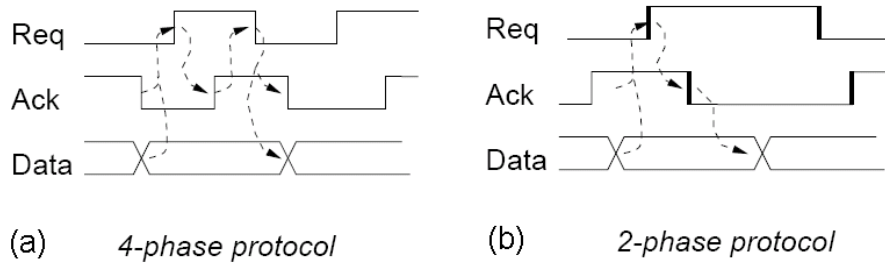 Req
Ack
Data
(a) 4-phase protocol
Req
Ack
Data
(b) 2-phase protocol